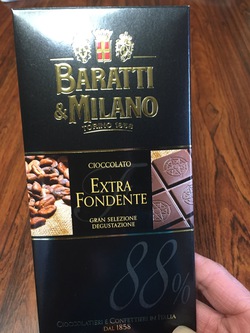 BARATTI
& MILANO
TORINO 1858
CIOCCOLATO
EXTRA
FONDENTE
GRAN SELEZIONE
DEGUSTAZIONE
88%
CIOCCOLATIERI E CONFETTIERI IN ITALIA
DAL 1858